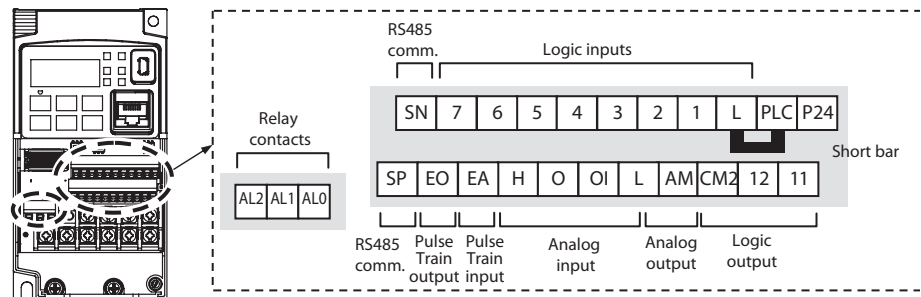 RS485
comm.
Logic inputs
SN 7 6 5 4 3 2 1 L PLC P24
Relay
contacts
Short bar
AL2 AL1 AL0
SP EO EA H O OI L AM CM2 12 11
RS485
comm.
Pulse
Train
output
Pulse
Train
input
Analog
input
Analog
output
Logic
output